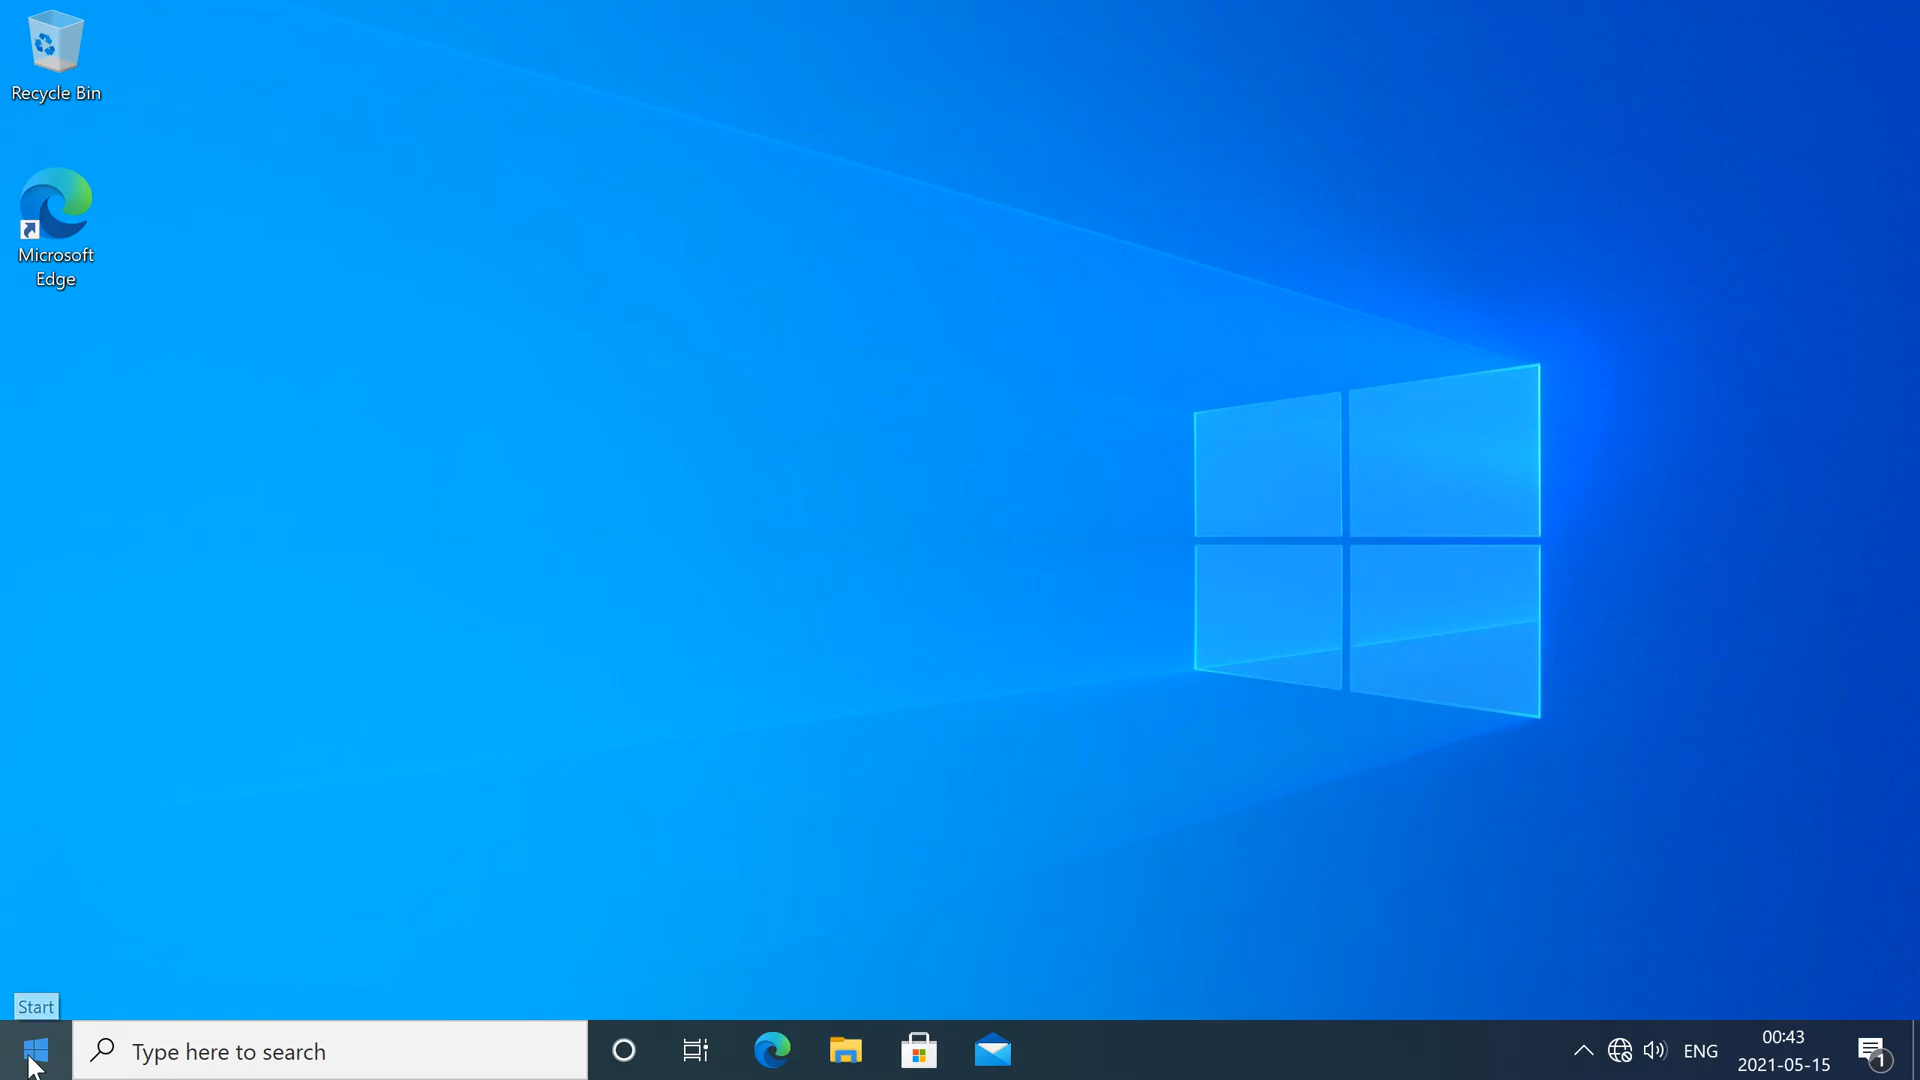 Recycle Bin
Microsoft
Edge
Start
Type here to search
ENG
00:43
2021-05-15
1